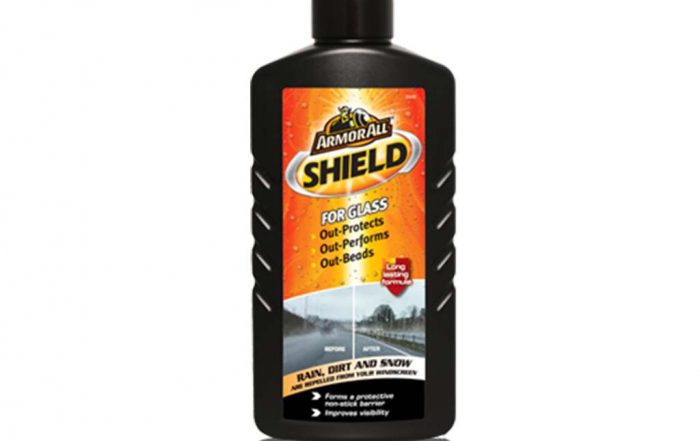 ARMORALL
SHIELD
FOR GLASS
Out-Protects
Out-Performs
Out-Beads
Long
lasting
formula
BEFORE AFTER
RAIN, DIRT AND SNOW
ARE REPELLED FROM YOUR WINDSCREEN
Forms a protective
non-stick barrier
Improves visibility